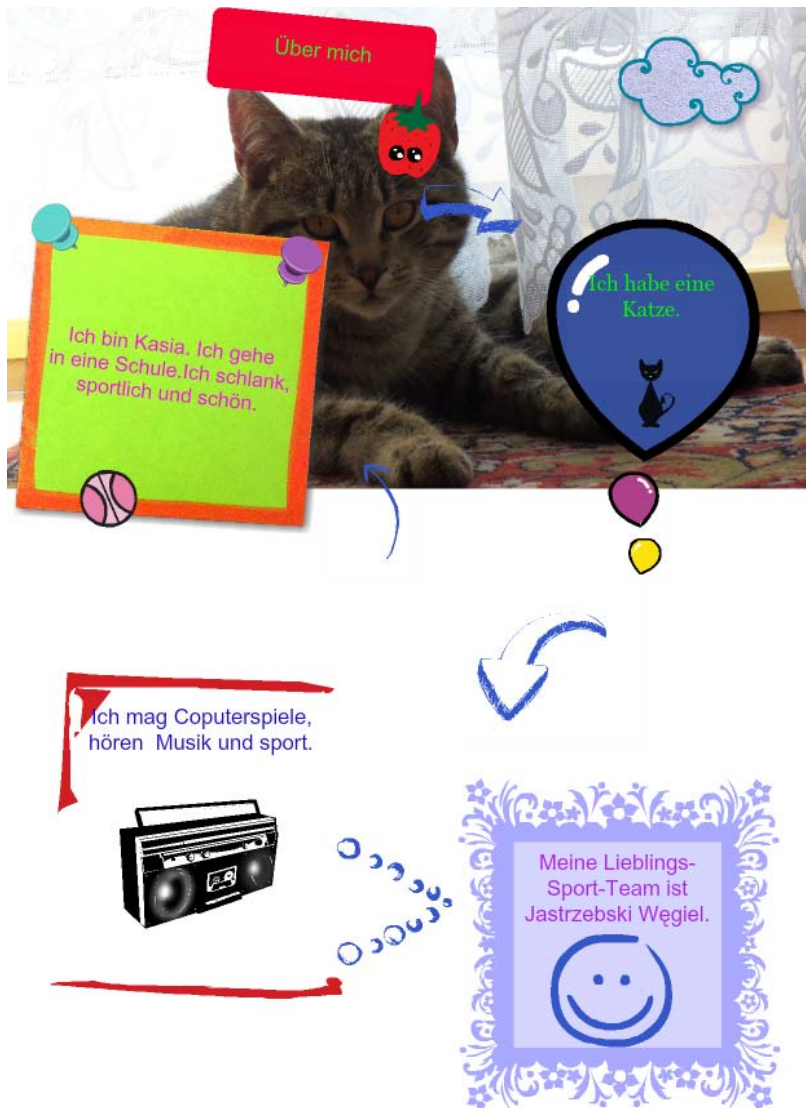 Über mich
Ich bin Kasia. Ich gehe
in eine Schule.Ich schlank,
sportlich und schön.
Ich habe eine
Katze.
Ich mag Coputerspiele,
hören  Musik und sport.
Meine Lieblings-
Sport-Team ist
Jastrzebski Węgiel.